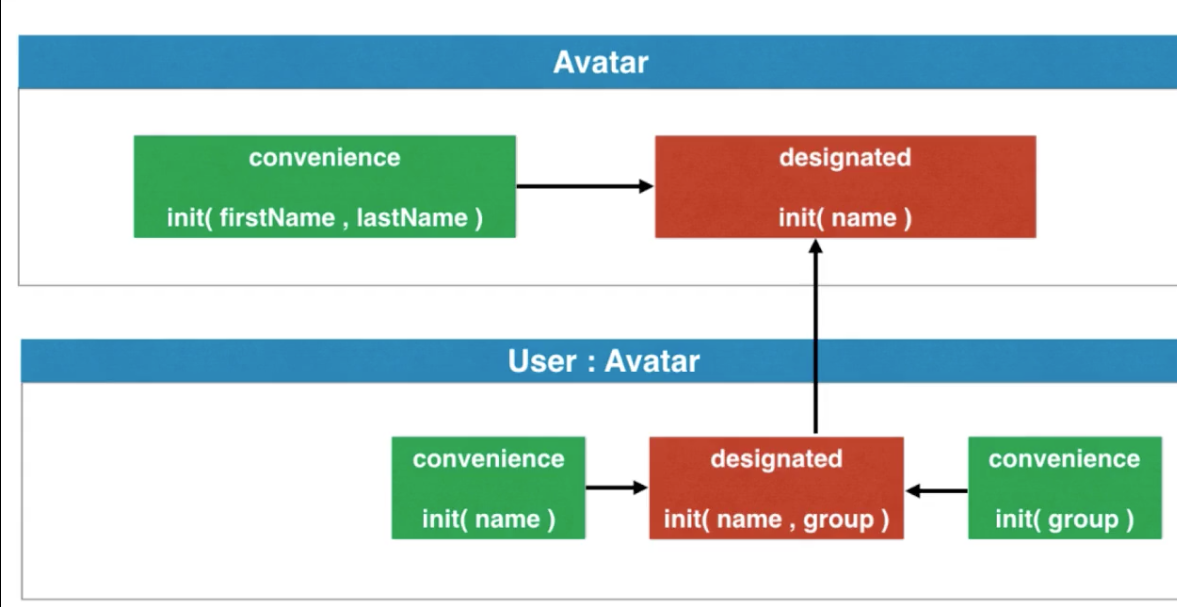 Avatar
convenience
init( firstName , lastName )
designated
init( name )
User : Avatar
convenience
init( name )
designated
init( name , group )
convenience
init( group )